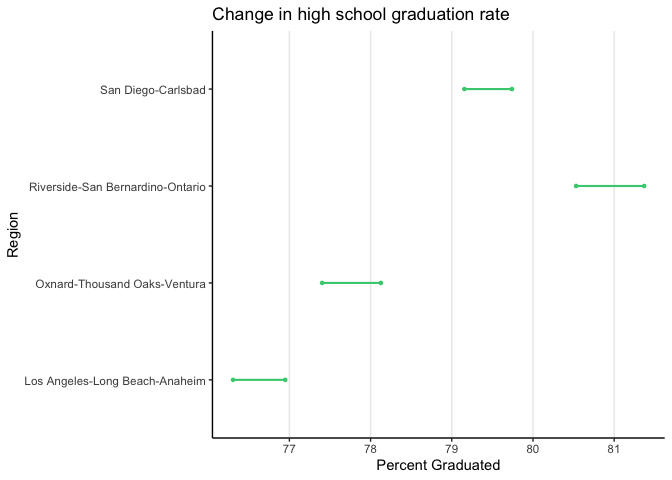 Change in high school graduation rate
San Diego-Carlsbad
Riverside-San Bernardino-Ontario
Oxnard-Thousand Oaks-Ventura
Los Angeles-Long Beach-Anaheim
Region
77 78 79 80 81
Percent Graduated